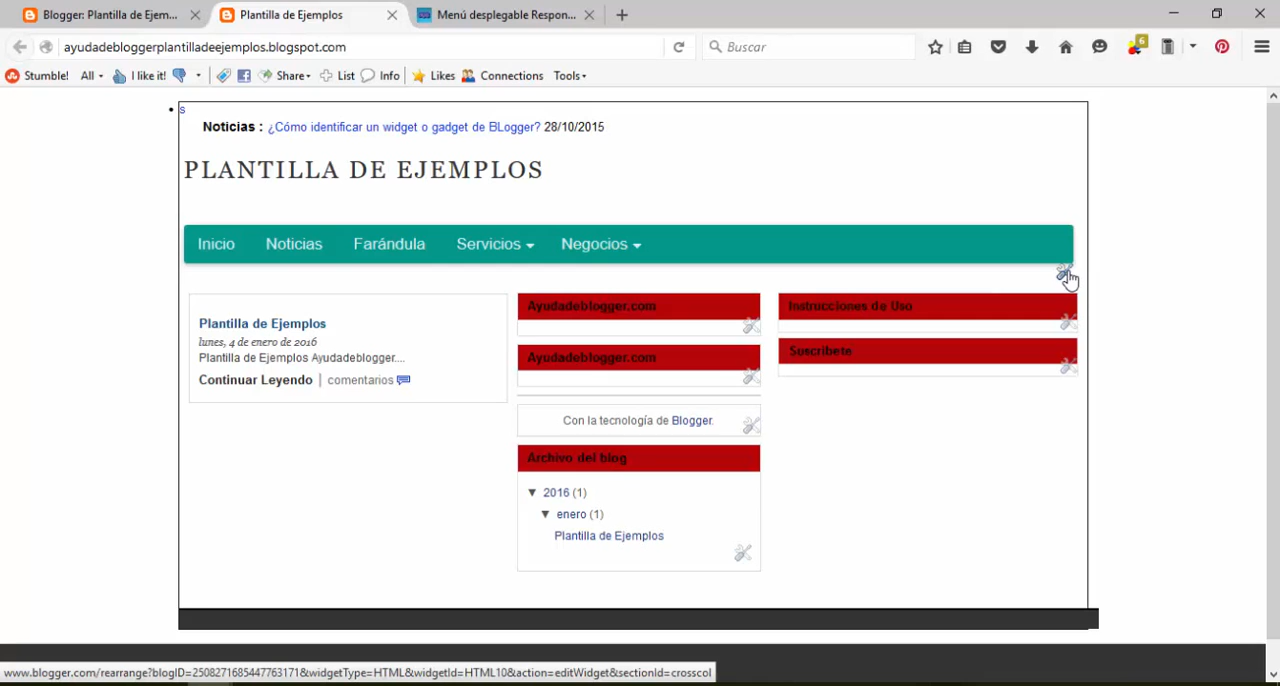 Blogger: Plantilla de Ejem...
Plantilla de Ejemplos
Menú desplegable Respon...
ayudadebloggerplantilladeejemplos.blogspot.com
Buscar
6
Stumble! All I like it! Share List Info Likes Connections Tools
s
Noticias : ¿Cómo identificar un widget o gadget de BLogger? 28/10/2015
PLANTILLA DE EJEMPLOS
Inicio Noticias Farándula Servicios Negocios
Plantilla de Ejemplos
lunes, 4 de enero de 2016
Plantilla de Ejemplos Ayudadeblogger....
Continuar Leyendo | comentarios
Ayudadeblogger.com
Ayudadeblogger.com
Con la tecnología de Blogger.
Archivo del blog
▼ 2016 (1)
▼ enero (1)
Plantilla de Ejemplos
Instrucciones de Uso
Suscribete
www.blogger.com/rearrange?blogID=2508271685447763171&widgetType=HTML&widgetId=HTML10&action=editWidget&sectionId=crosscol